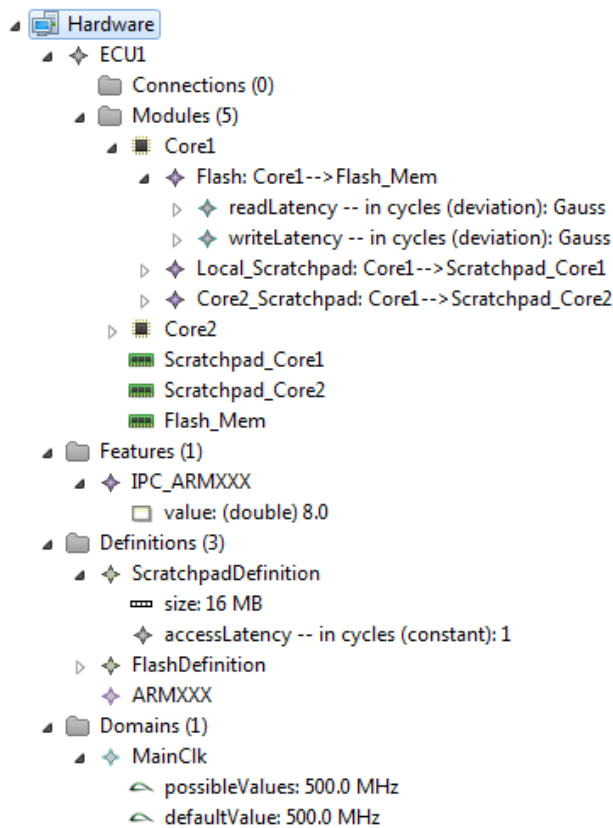 Hardware
ECU1
Connections (0)
Modules (5)
Core1
Flash: Core1-->Flash_Mem
readLatency -- in cycles (deviation): Gauss
writeLatency -- in cycles (deviation): Gauss
Local_Scratchpad: Core1-->Scratchpad_Core1
Core2_Scratchpad: Core1-->Scratchpad_Core2
Core2
Scratchpad_Core1
Scratchpad_Core2
Flash_Mem
Features (1)
IPC_ARMXXX
value: (double) 8.0
Definitions (3)
ScratchpadDefinition
size: 16 MB
accessLatency -- in cycles (constant): 1
FlashDefinition
ARMXXX
Domains (1)
MainClk
possibleValues: 500.0 MHz
defaultValue: 500.0 MHz